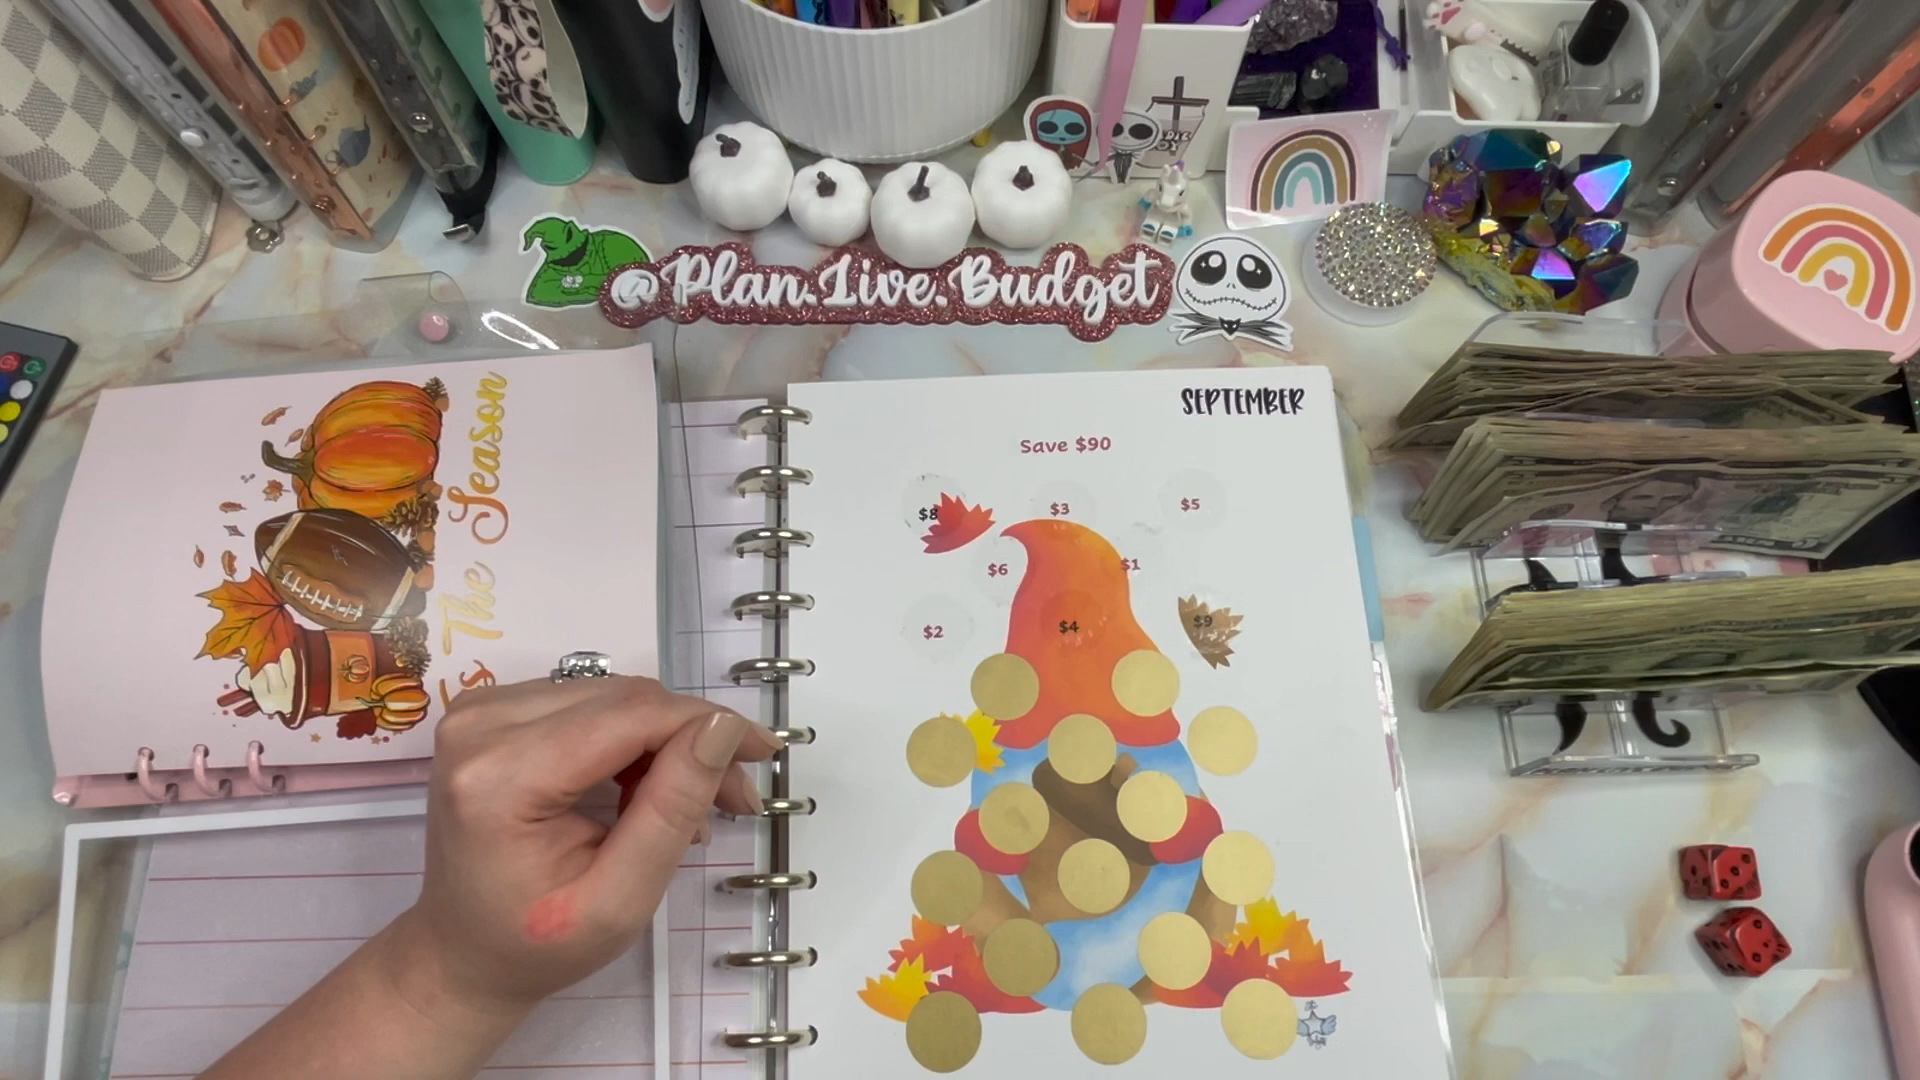 @Plan.Live.Budget
SEPTEMBER
Save $90
$8
$3
$5
$6
$1
$2
$4
$9
The Season